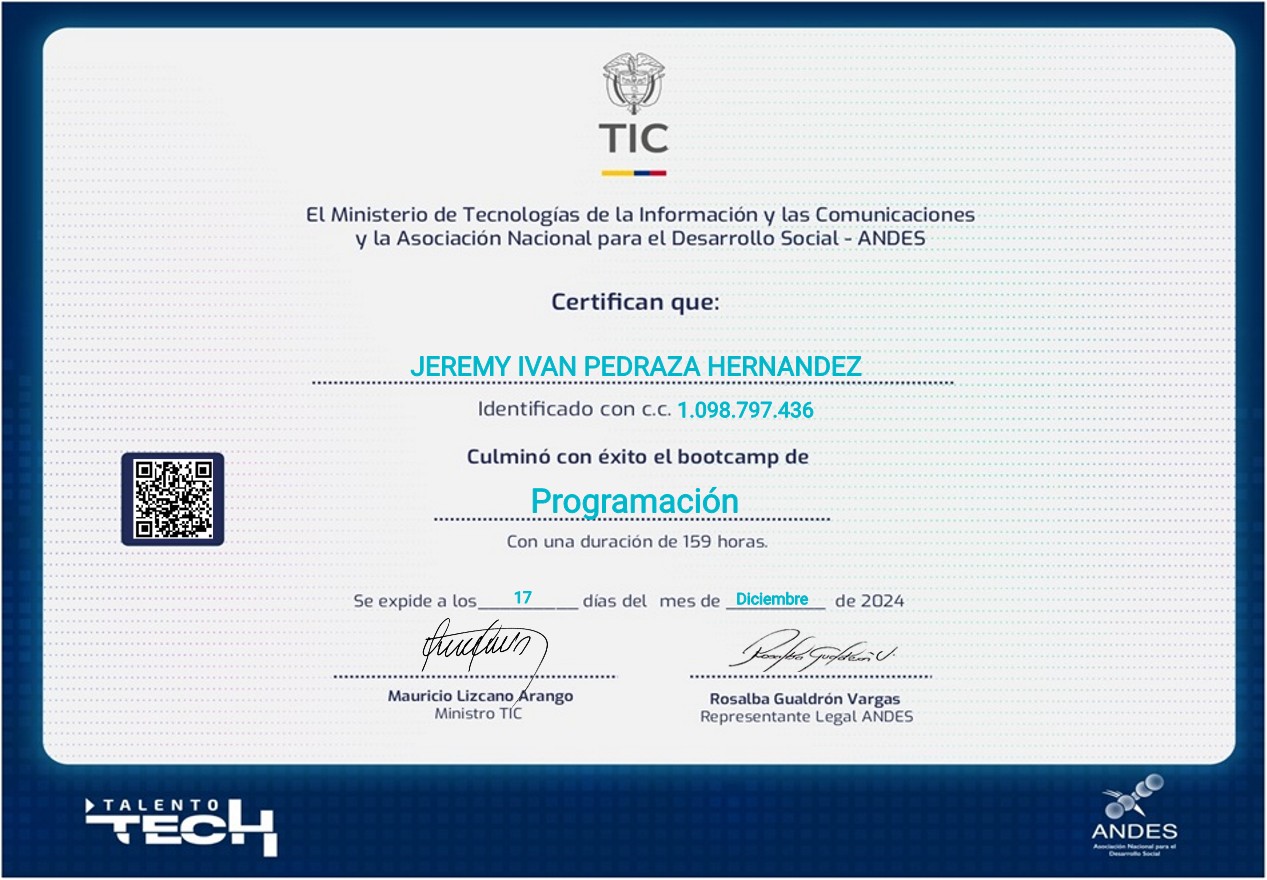 TIC
El Ministerio de Tecnologías de la Información y las Comunicaciones
y la Asociación Nacional para el Desarrollo Social - ANDES
Certifican que:
JEREMY IVAN PEDRAZA HERNANDEZ
Identificado con c.c. 1.098.797.436
Culminó con éxito el bootcamp de
Programación
Con una duración de 159 horas.
Se expide a los 17 días del mes de Diciembre de 2024
Mauricio Lizcano Arango
Ministro TIC
Rosalba Gualdrón V.
Rosalba Gualdrón Vargas
Representante Legal ANDES
TALENTO
TECH
ANDES
Asociación Nacional para el
Desarrollo Social